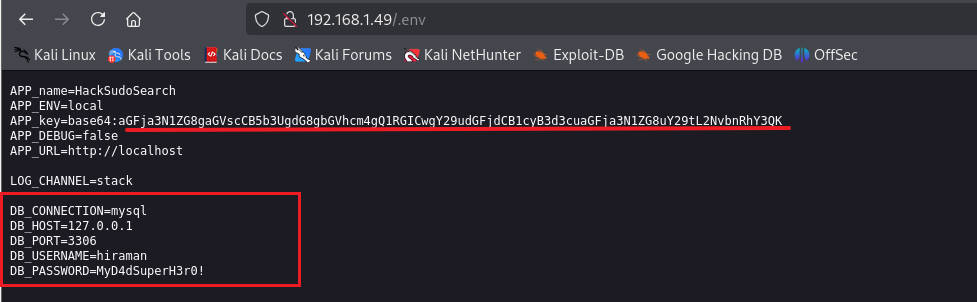 192.168.1.49/.env
Kali Linux Kali Tools Kali Docs Kali Forums Kali NetHunter Exploit-DB Google Hacking DB OffSec
APP_name=HackSudoSearch
APP_ENV=local
APP_key=base64:aGFja3N1ZG8gaGVscCB5b3UgdG8gbGVhcm4gQ1RGICwgY29udGFjdCB1cyB3d3cuaGFja3N1ZG8uY29tL2NvbnRhY3QK
APP_DEBUG=false
APP_URL=http://localhost
LOG_CHANNEL=stack
DB_CONNECTION=mysql
DB_HOST=127.0.0.1
DB_PORT=3306
DB_USERNAME=hiraman
DB_PASSWORD=MyD4dSuperH3r0!